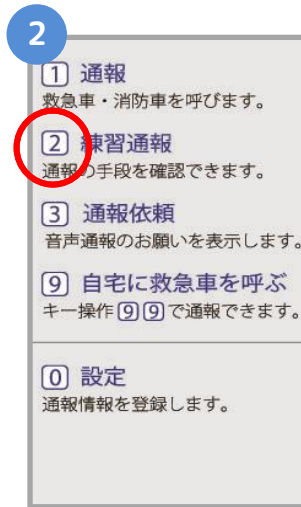 2
1 通報
救急車・消防車を呼びます。
2 練習通報
通報の手段を確認できます。
3 通報依頼
音声通報のお願いを表示します。
9 自宅に救急車を呼ぶ
キー操作99で通報できます。
0 設定
通報情報を登録します。